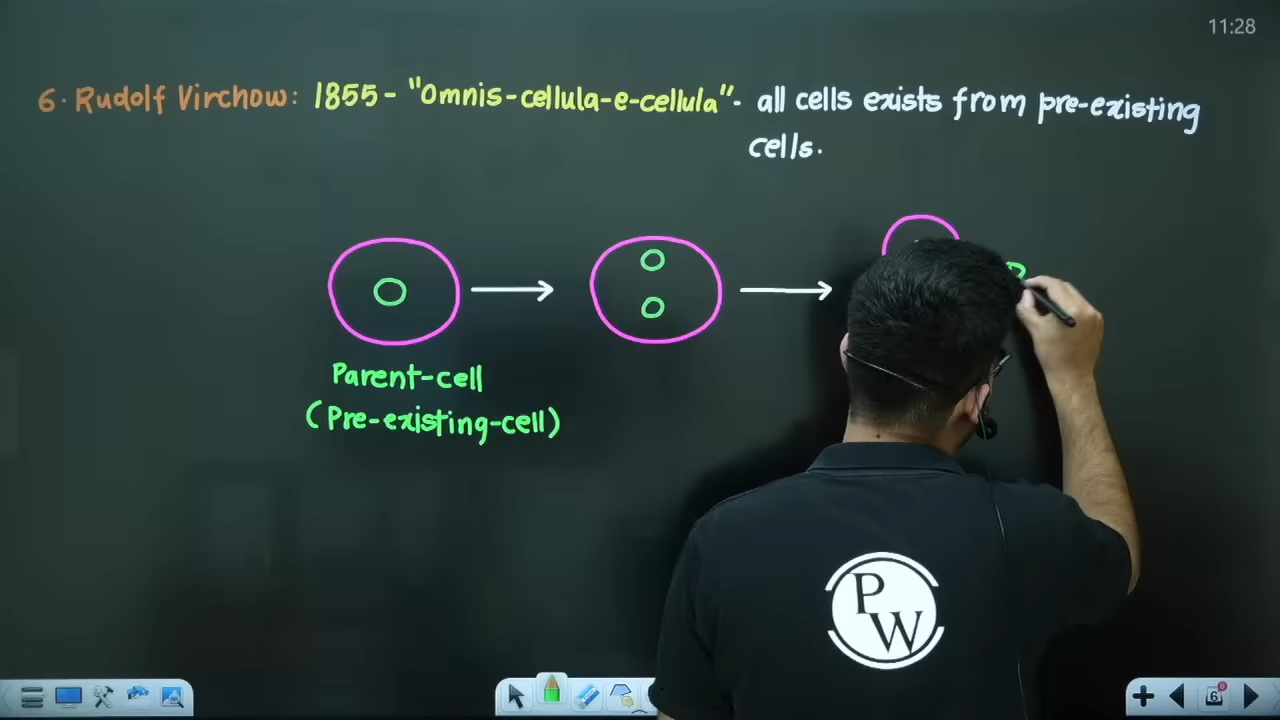 11:28
6. Rudolf Virchow: 1855- "Omnis-cellula-e-cellula"- all cells exists from pre-existing
cells.
Parent-cell
(Pre-existing-cell)
P
W
6